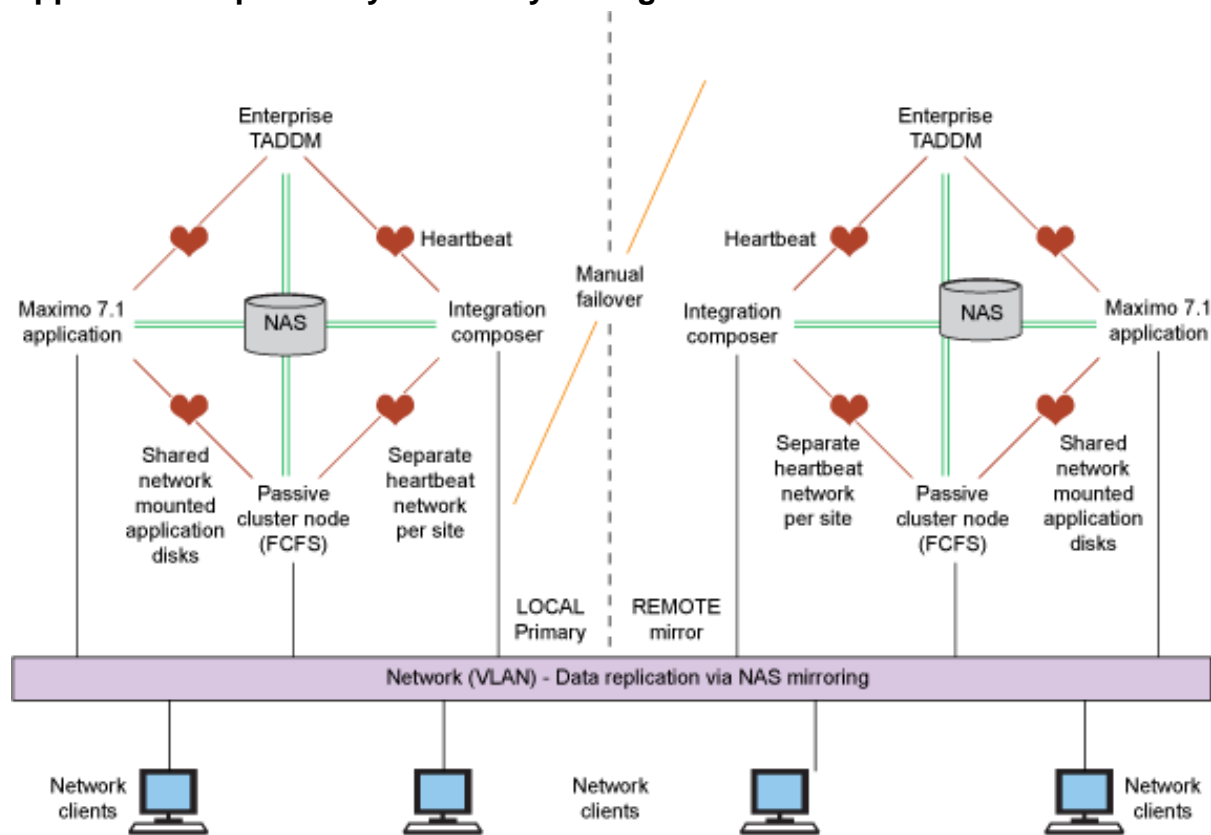 Enterprise
TADDM
Heartbeat
Maximo 7.1
application
NAS
Integration
composer
Shared
network
mounted
application
disks
Passive
cluster node
(FCFS)
Separate
heartbeat
network
per site
Manual
failover
LOCAL
Primary
REMOTE
mirror
Enterprise
TADDM
Heartbeat
Integration
composer
NAS
Maximo 7.1
application
Separate
heartbeat
network
per site
Passive
cluster node
(FCFS)
Shared
network
mounted
application
disks
Network (VLAN) - Data replication via NAS mirroring
Network
clients
Network
clients
Network
clients